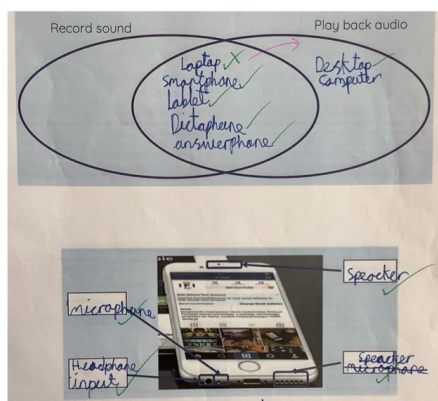 Record sound
Play back audio
Laptop
Smartphone
Tablet
Dictaphone
answerphone
Desktop
computer
Speacker
Microphone
Headphone
input
Speacker
microphone